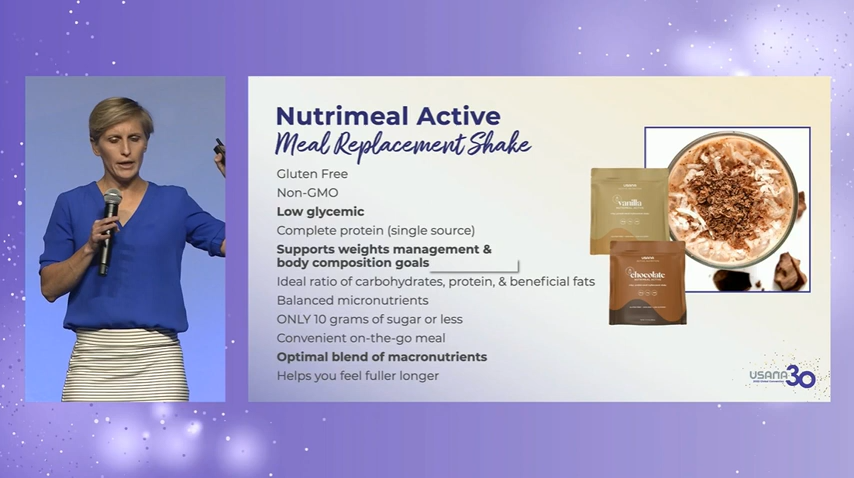 Nutrimeal Active
Meal Replacement Shake
Gluten Free
Non-GMO
Low glycemic
Complete protein (single source)
Supports weights management &
body composition goals
Ideal ratio of carbohydrates, protein, & beneficial fats
Balanced micronutrients
ONLY 10 grams of sugar or less
Convenient on-the-go meal
Optimal blend of macronutrients
Helps you feel fuller longer
USANA
vanilla
USANA
chocolate
USANA 30